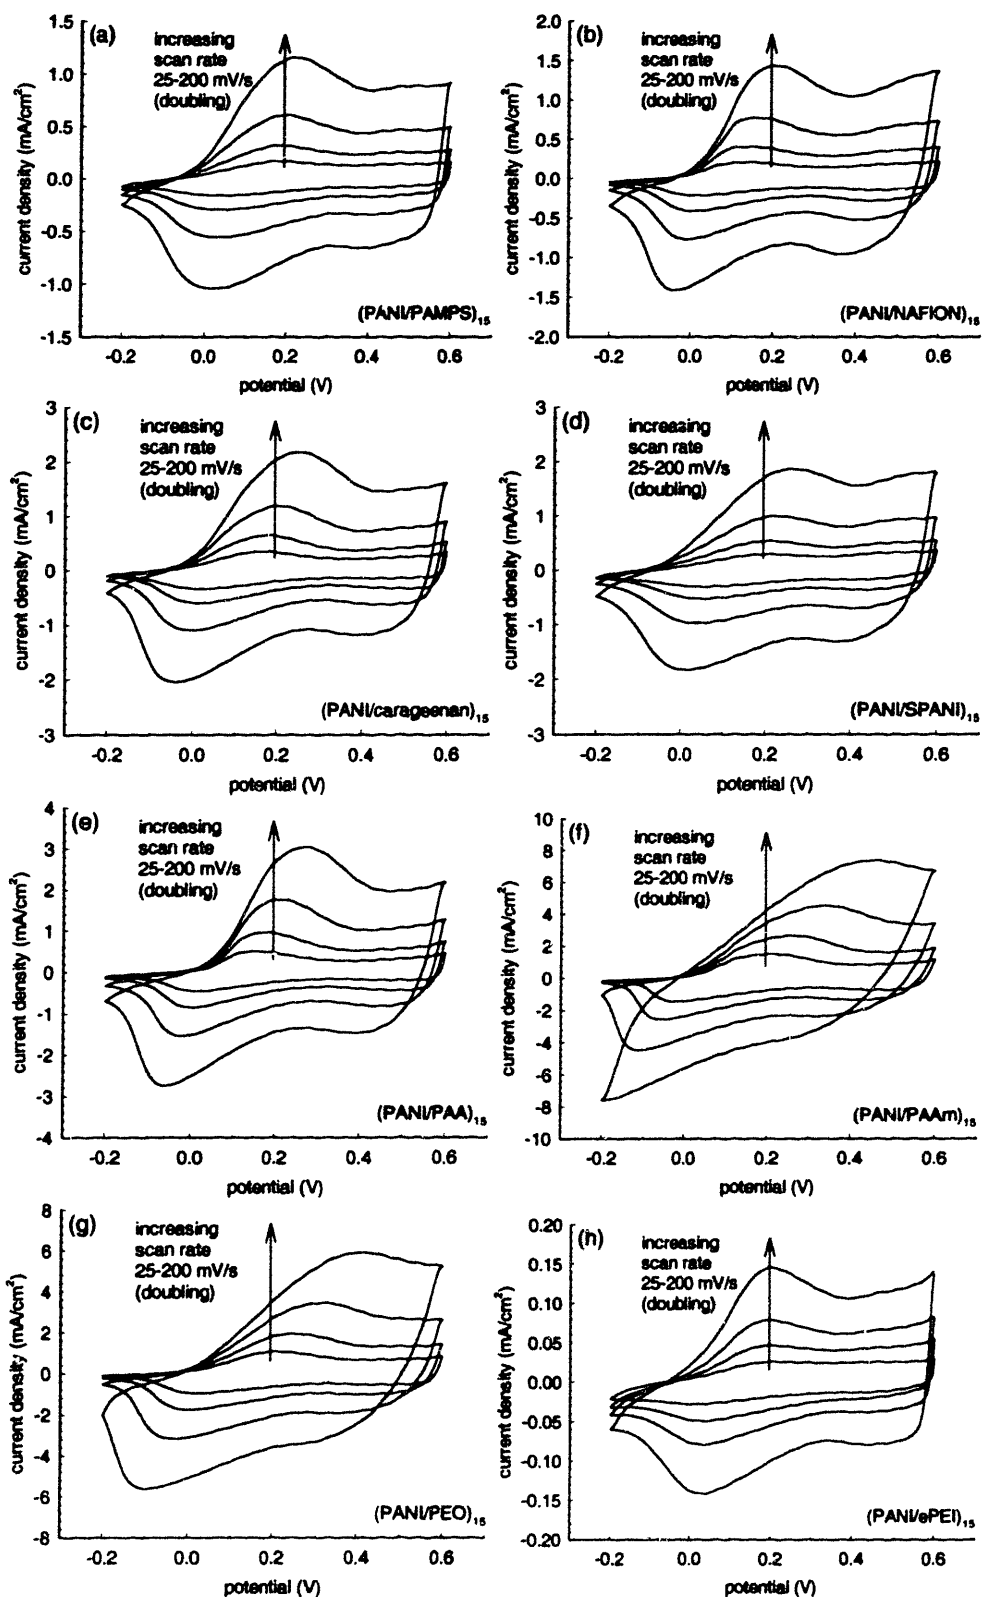 (a)
increasing
scan rate
25-200 mV/s
(doubling)
1.5
1.0
0.5
0.0
-0.5
-1.0
-1.5
current density (mA/cm²)
(PANI/PAMPS)₁₅
-0.2 0.0 0.2 0.4 0.6
potential (V)
(b)
increasing
scan rate
25-200 mV/s
(doubling)
2.0
1.5
1.0
0.5
0.0
-0.5
-1.0
-1.5
-2.0
current density (mA/cm²)
(PANI/NAFION)₁₅
-0.2 0.0 0.2 0.4 0.6
potential (V)
(c)
increasing
scan rate
25-200 mV/s
(doubling)
3
2
1
0
-1
-2
-3
current density (mA/cm²)
(PANI/carageenan)₁₅
-0.2 0.0 0.2 0.4 0.6
potential (V)
(d)
increasing
scan rate
25-200 mV/s
(doubling)
3
2
1
0
-1
-2
-3
current density (mA/cm²)
(PANI/SPANI)₁₅
-0.2 0.0 0.2 0.4 0.6
potential (V)
(e)
increasing
scan rate
25-200 mV/s
(doubling)
4
3
2
1
0
-1
-2
-3
-4
current density (mA/cm²)
(PANI/PAA)₁₅
-0.2 0.0 0.2 0.4 0.6
potential (V)
(f)
increasing
scan rate
25-200 mV/s
(doubling)
10
8
6
4
2
0
-2
-4
-6
-8
-10
current density (mA/cm²)
(PANI/PAAm)₁₅
-0.2 0.0 0.2 0.4 0.6
potential (V)
(g)
increasing
scan rate
25-200 mV/s
(doubling)
8
6
4
2
0
-2
-4
-6
-8
current density (mA/cm²)
(PANI/PEO)₁₅
-0.2 0.0 0.2 0.4 0.6
potential (V)
(h)
increasing
scan rate
25-200 mV/s
(doubling)
0.20
0.15
0.10
0.05
0.00
-0.05
-0.10
-0.15
-0.20
current density (mA/cm²)
(PANI/ePEI)₁₅
-0.2 0.0 0.2 0.4 0.6
potential (V)